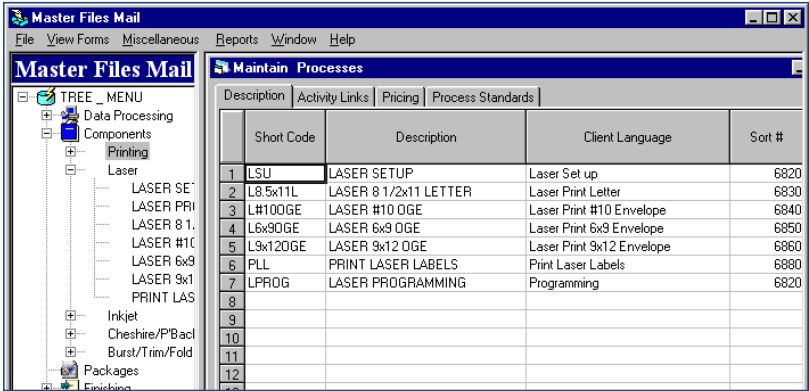 Master Files Mail
File View Forms Miscellaneous Reports Window Help
Master Files Mail
TREE _ MENU
Data Processing
Components
Printing
Laser
LASER SET
LASER PRI
LASER 8 1.
LASER #10
LASER 6x9
LASER 9x1
PRINT LAS
Inkjet
Cheshire/P'Bacl
Burst/Trim/Fold
Packages
Finishing
Maintain Processes
Description Activity Links Pricing Process Standards
Short Code Description Client Language Sort #
1 LSU LASER SETUP Laser Set up 6820
2 L8.5x11L LASER 8 1/2x11 LETTER Laser Print Letter 6830
3 L#10OGE LASER #10 OGE Laser Print #10 Envelope 6840
4 L6x9OGE LASER 6x9 OGE Laser Print 6x9 Envelope 6850
5 L9x12OGE LASER 9x12 OGE Laser Print 9x12 Envelope 6860
6 PLL PRINT LASER LABELS Print Laser Labels 6880
7 LPROG LASER PROGRAMMING Programming 6820
8
9
10
11
12